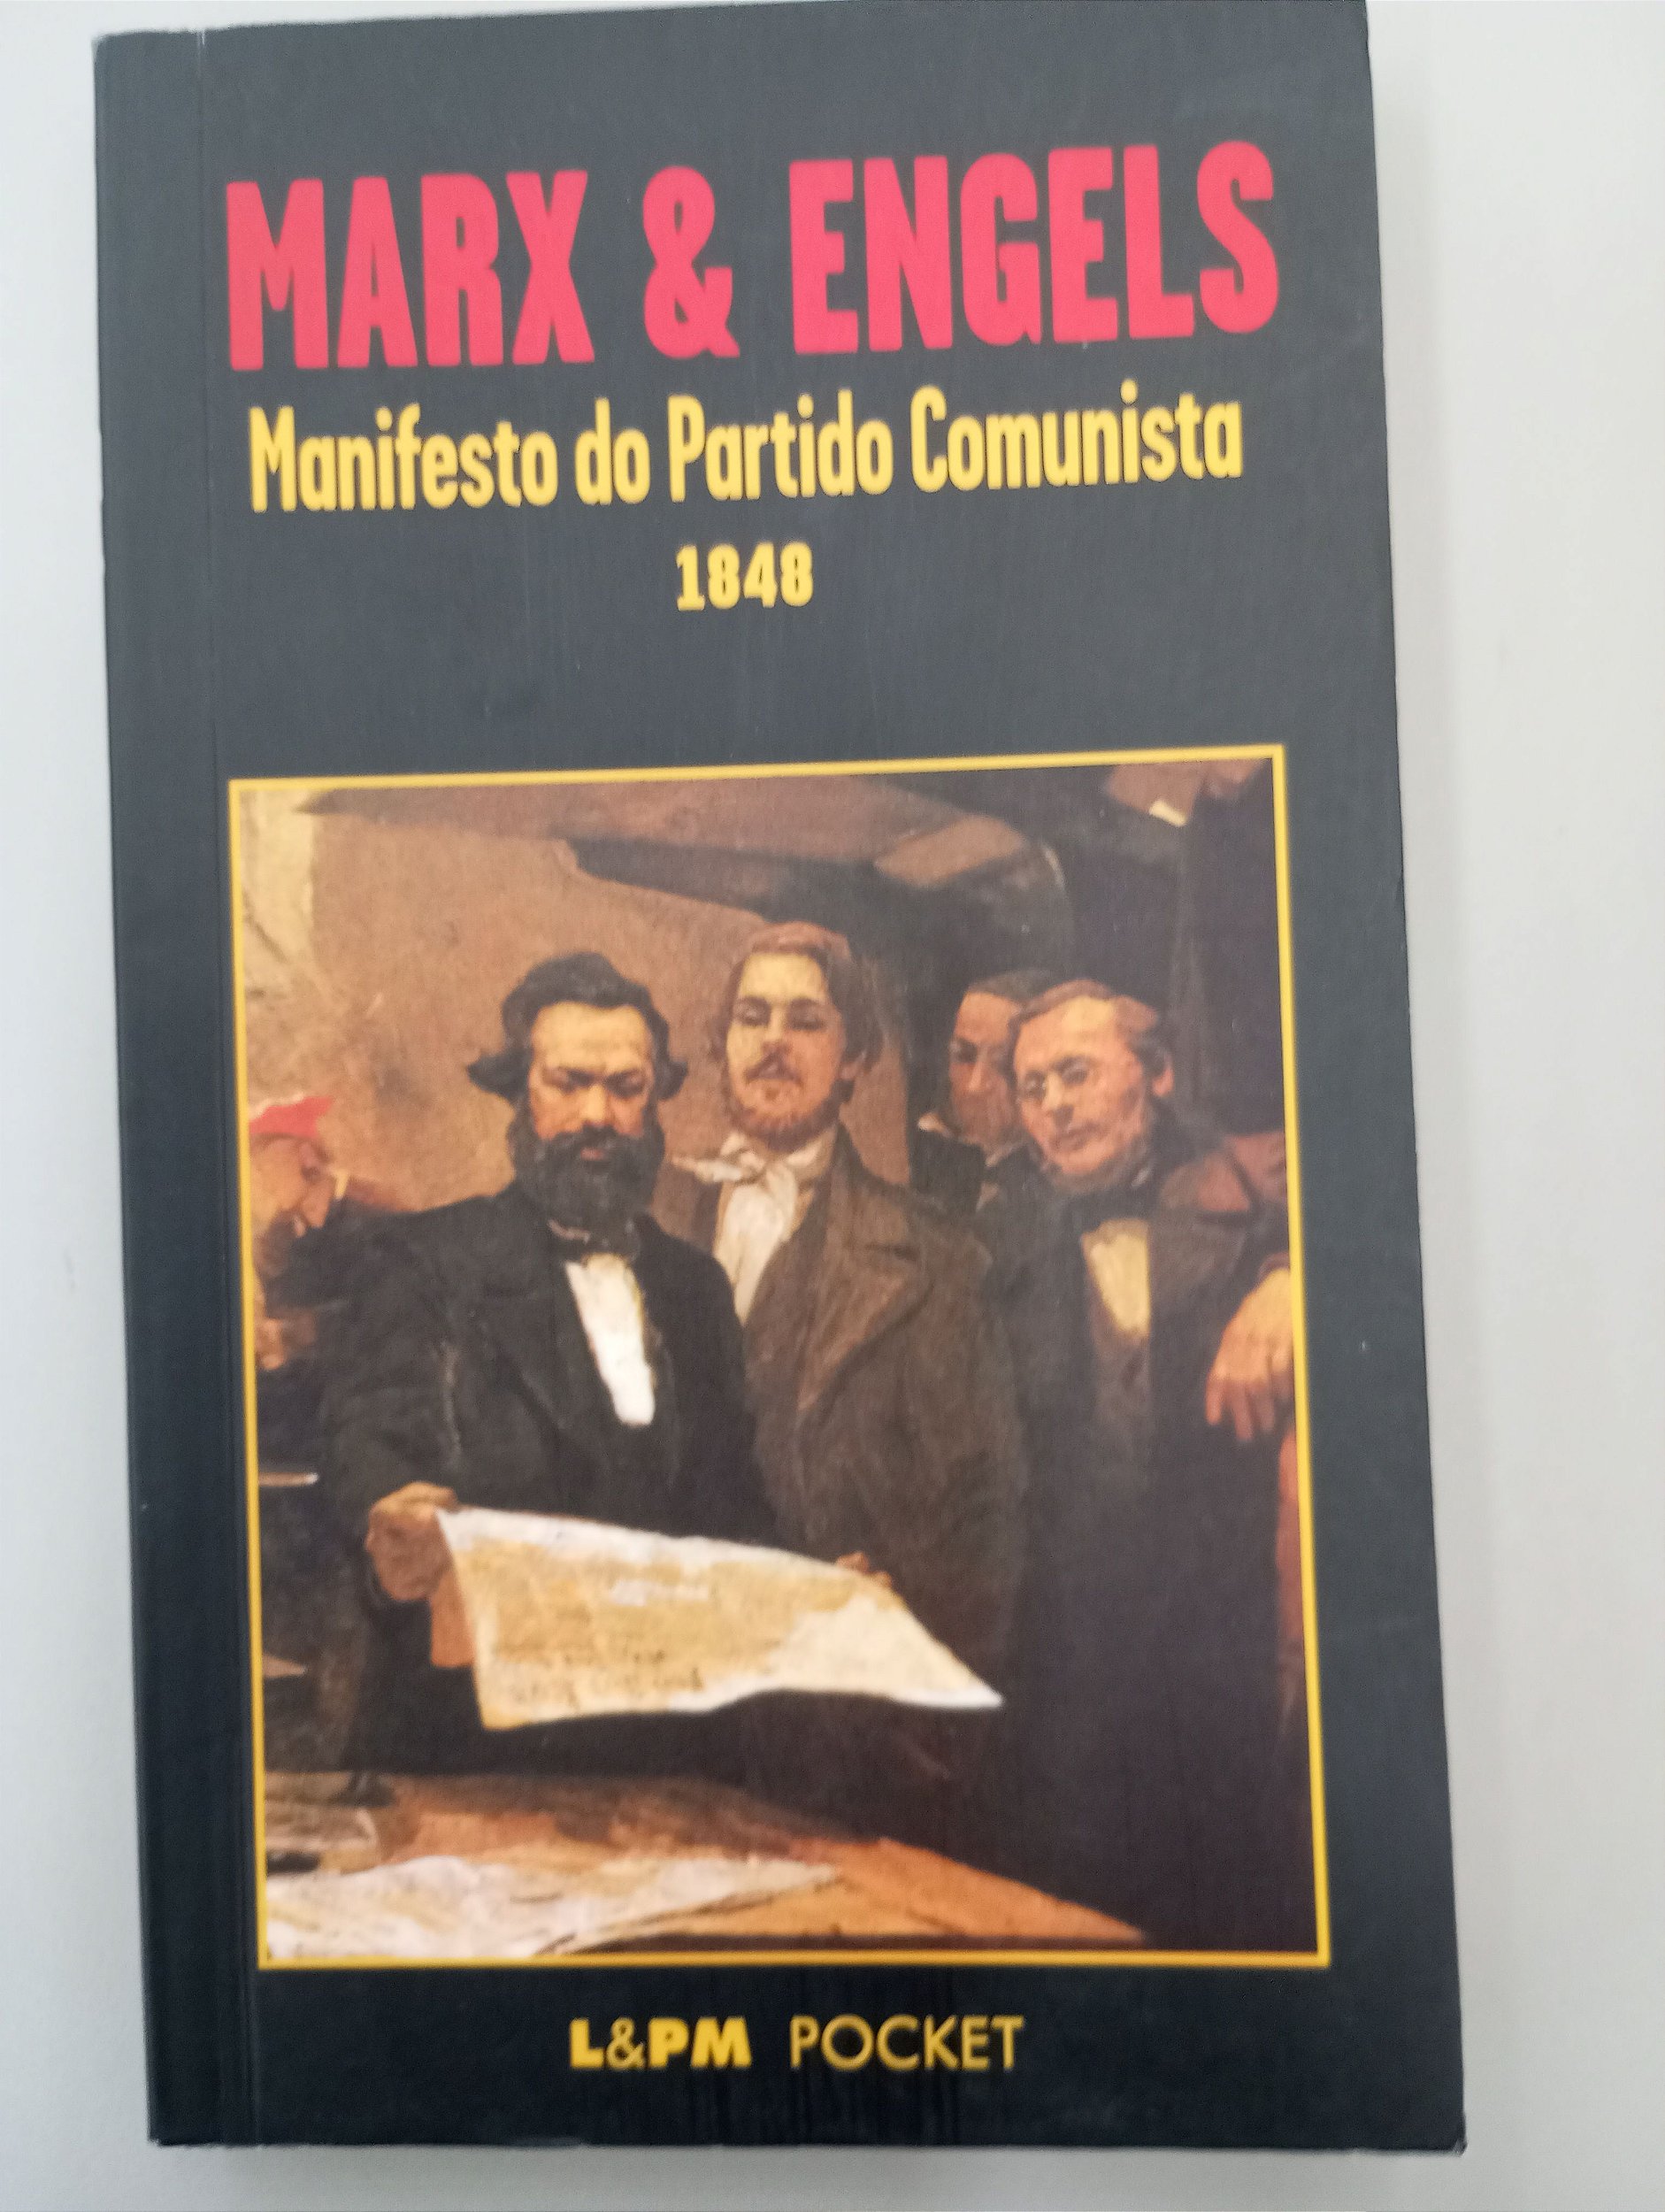 MARX & ENGELS
Manifesto do Partido Comunista
1848
L&PM POCKET